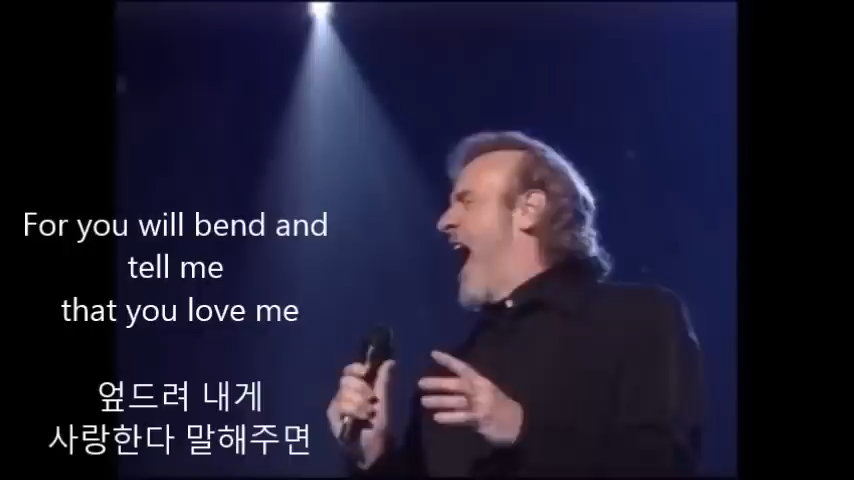 For you will bend and
tell me
that you love me
엎드려 내게
사랑한다 말해주면